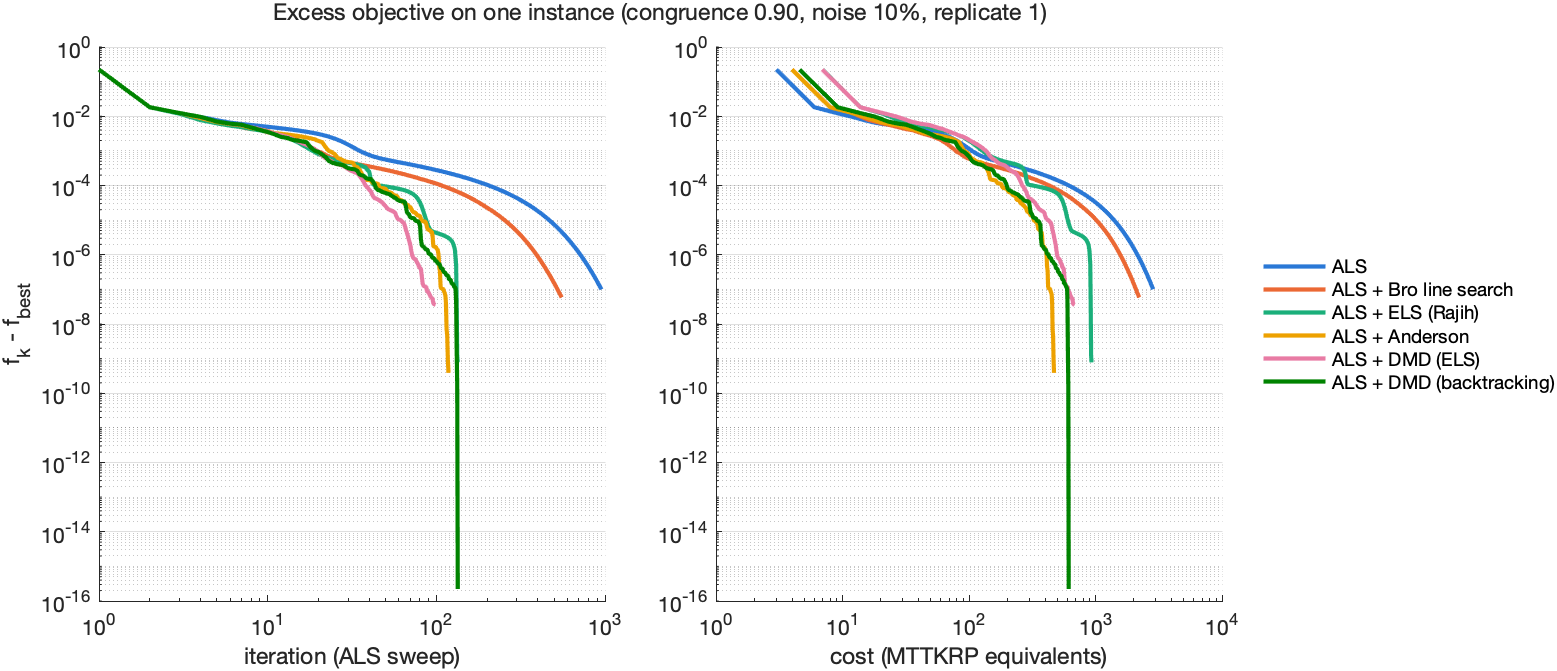 Excess objective on one instance (congruence 0.90, noise 10%, replicate 1)
f_k - f_best
10^0
10^-2
10^-4
10^-6
10^-8
10^-10
10^-12
10^-14
10^-16
10^0 10^1 10^2 10^3
iteration (ALS sweep)
10^0
10^-2
10^-4
10^-6
10^-8
10^-10
10^-12
10^-14
10^-16
10^0 10^1 10^2 10^3 10^4
cost (MTTKRP equivalents)
ALS
ALS + Bro line search
ALS + ELS (Rajih)
ALS + Anderson
ALS + DMD (ELS)
ALS + DMD (backtracking)